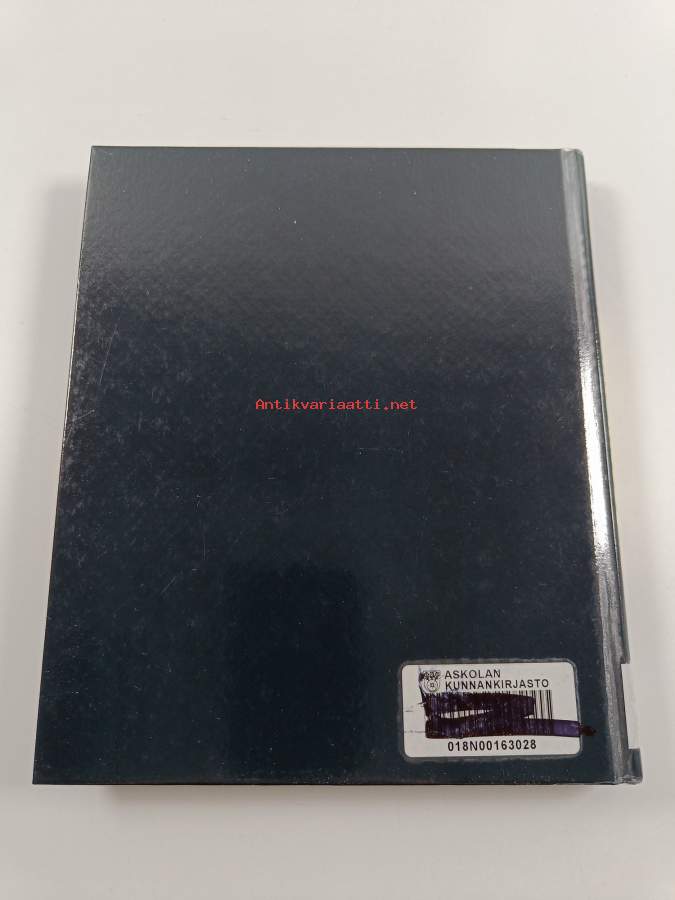 Antikvariaatti.net
ASKOLAN
KUNNANKIRJASTO
018N00163028